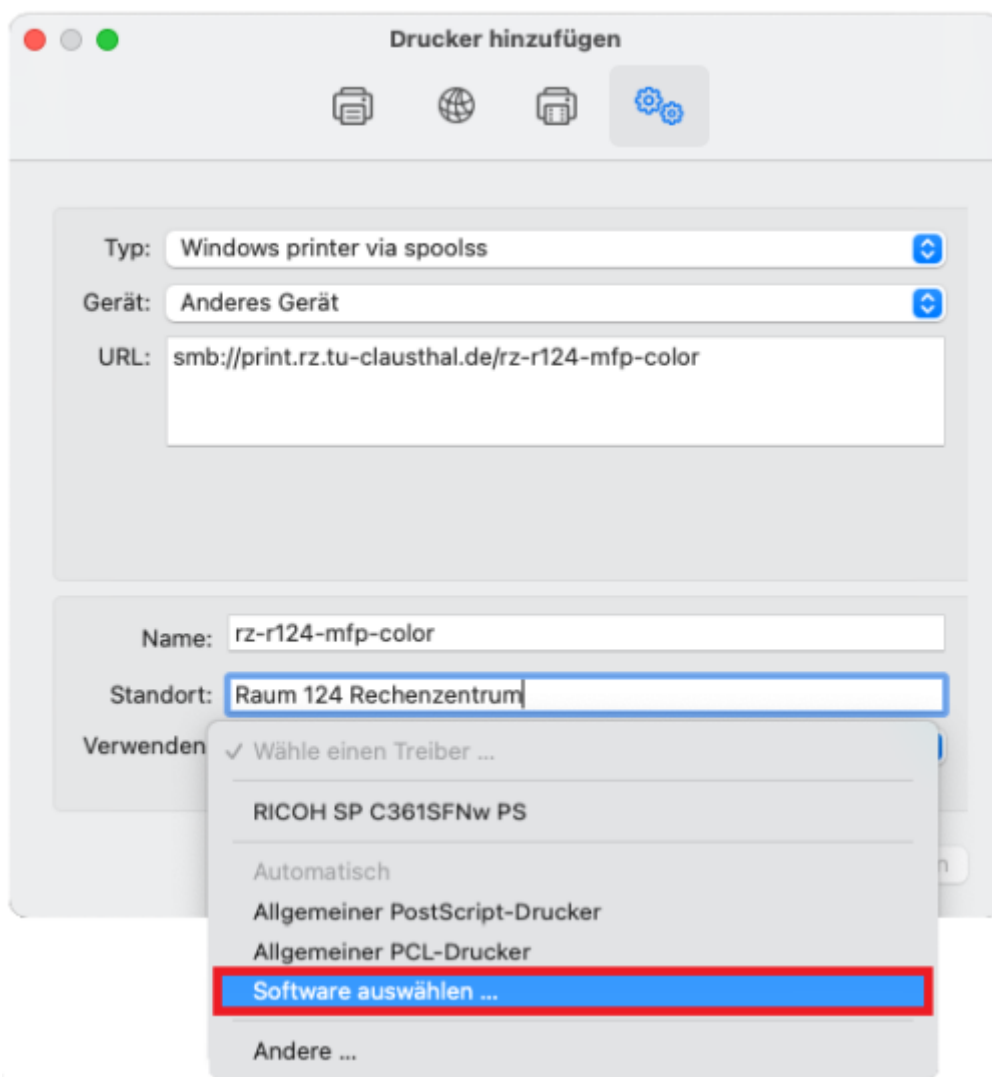 Drucker hinzufügen
Typ: Windows printer via spoolss
Gerät: Anderes Gerät
URL: smb://print.rz.tu-clausthal.de/rz-r124-mfp-color
Name: rz-r124-mfp-color
Standort: Raum 124 Rechenzentrum
Verwenden
✓ Wähle einen Treiber ...
RICOH SP C361SFNw PS
Automatisch
Allgemeiner PostScript-Drucker
Allgemeiner PCL-Drucker
Software auswählen ...
Andere ...